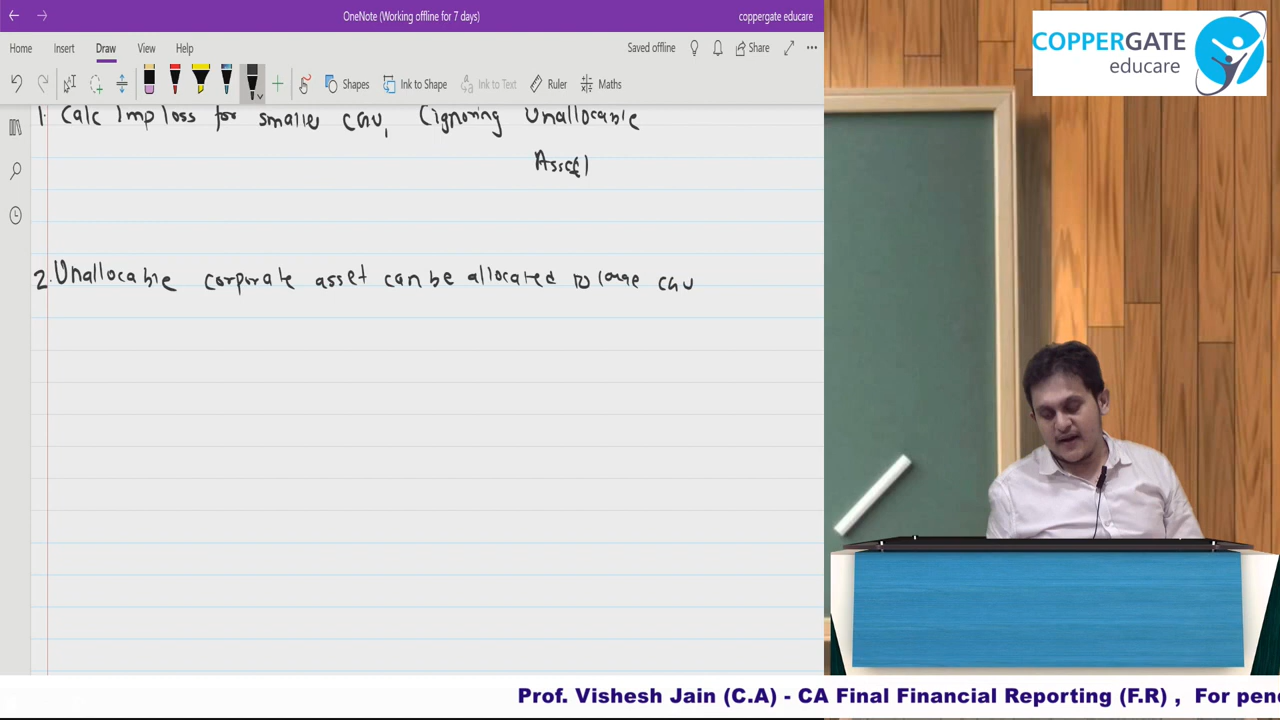 OneNote (Working offline for 7 days)
coppergate educare
Home Insert Draw View Help
Saved offline
Share
Shapes
Ink to Shape
Ink to Text
Ruler
Maths
1. Calc Imp loss for smaller CGU, (ignoring Unallocable
Asset)
2. Unallocable corporate asset can be allocated to large CGU
COPPERGATE
educare
Prof. Vishesh Jain (C.A) - CA Final Financial Reporting (F.R) , For pend